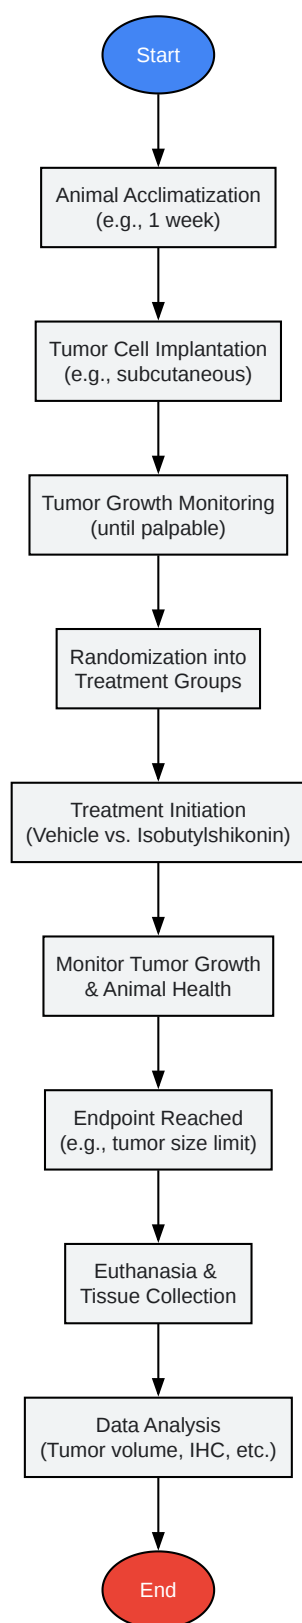 Start
Animal Acclimatization
(e.g., 1 week)
Tumor Cell Implantation
(e.g., subcutaneous)
Tumor Growth Monitoring
(until palpable)
Randomization into
Treatment Groups
Treatment Initiation
(Vehicle vs. Isobutylshikonin)
Monitor Tumor Growth
& Animal Health
Endpoint Reached
(e.g., tumor size limit)
Euthanasia &
Tissue Collection
Data Analysis
(Tumor volume, IHC, etc.)
End